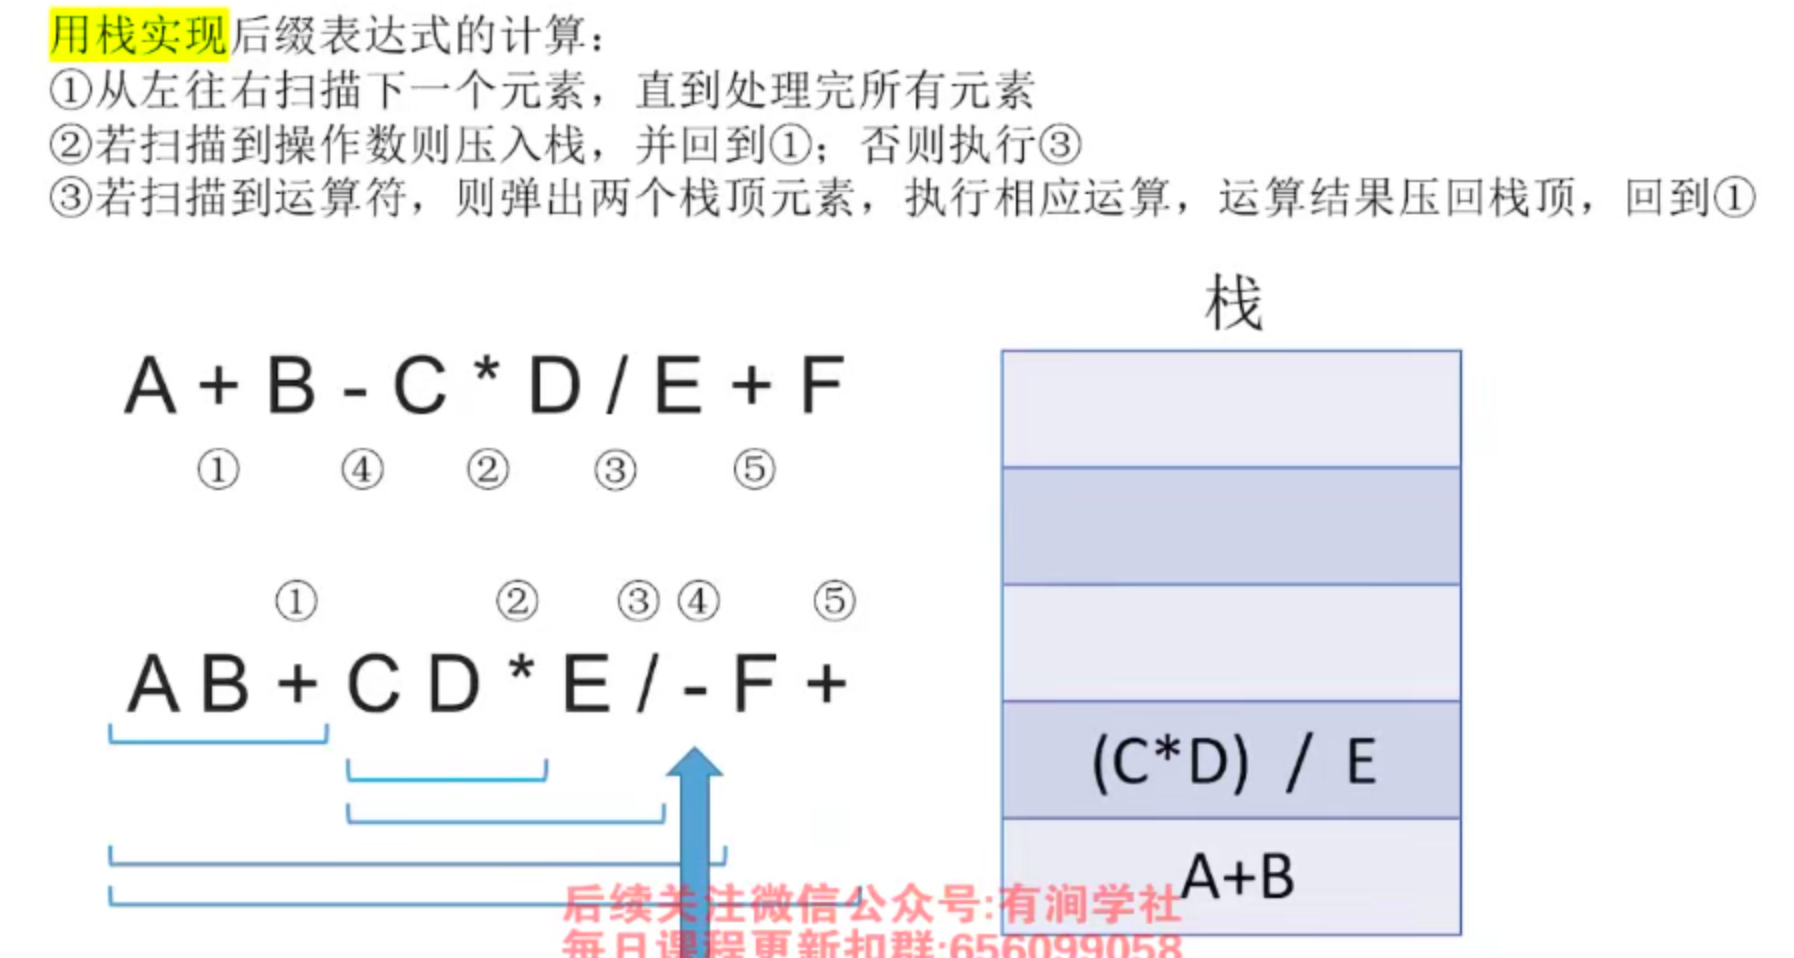 用栈实现后缀表达式的计算：
①从左往右扫描下一个元素，直到处理完所有元素
②若扫描到操作数则压入栈，并回到①；否则执行③
③若扫描到运算符，则弹出两个栈顶元素，执行相应运算，运算结果压回栈顶，回到①
栈
A + B - C * D / E + F
① ④ ② ③ ⑤
① ② ③ ④ ⑤
A B + C D * E / - F +
(C*D) / E
A+B
后续关注微信公众号:有涧学社
每日课程更新扣群:656099058